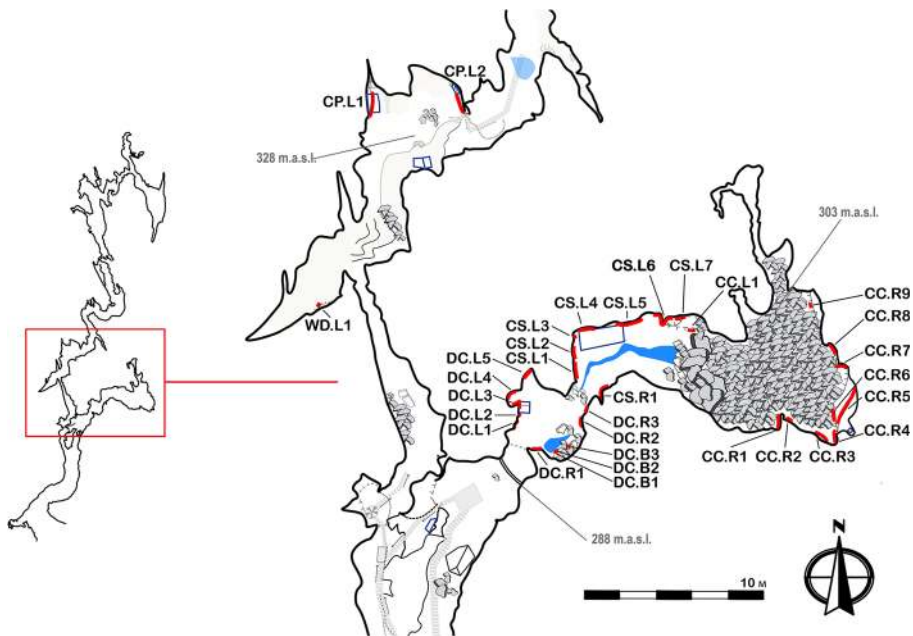 CP.L1
CP.L2
328 m.a.s.l.
WD.L1
303 m.a.s.l.
CS.L6
CS.L7
CC.L1
CS.L4
CS.L5
CS.L3
CS.L2
CS.L1
CC.R9
CC.R8
CC.R7
CC.R6
CC.R5
CC.R4
DC.L5
DC.L4
DC.L3
DC.L2
DC.L1
CS.R1
DC.R3
DC.R2
DC.B3
DC.B2
DC.B1
DC.R1
CC.R1
CC.R2
CC.R3
288 m.a.s.l.
10 M
N